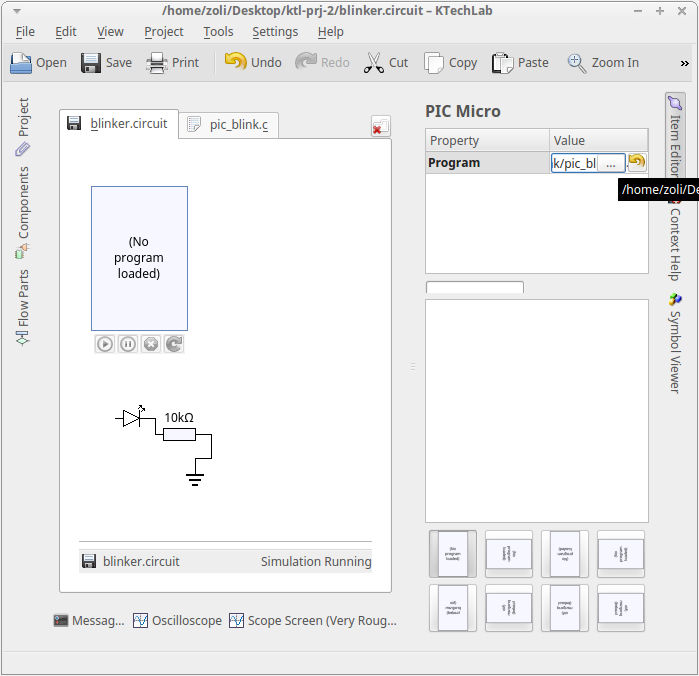 /home/zoli/Desktop/ktl-prj-2/blinker.circuit – KTechLab
File Edit View Project Tools Settings Help
Open Save Print Undo Redo Cut Copy Paste Zoom In »
Project
Components
Flow Parts
blinker.circuit pic_blink.c
(No
program
loaded)
10kΩ
blinker.circuit Simulation Running
PIC Micro
Property Value
Program k/pic_bl ...
/home/zoli/De
Item Editor
Context Help
Symbol Viewer
(No
program
loaded)
Messag... Oscilloscope Scope Screen (Very Roug...